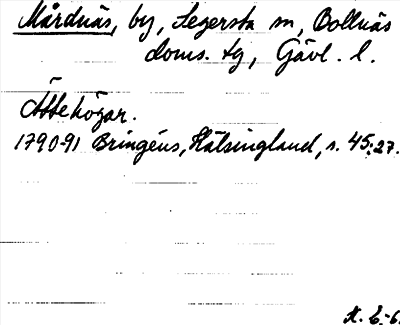 Mårdnäs, by, Segersta sn, Bollnäs
doms. tg, Gävl. l.
Ättehögar.
1790-91 Bringéus, Hälsingland, s. 45; 27.